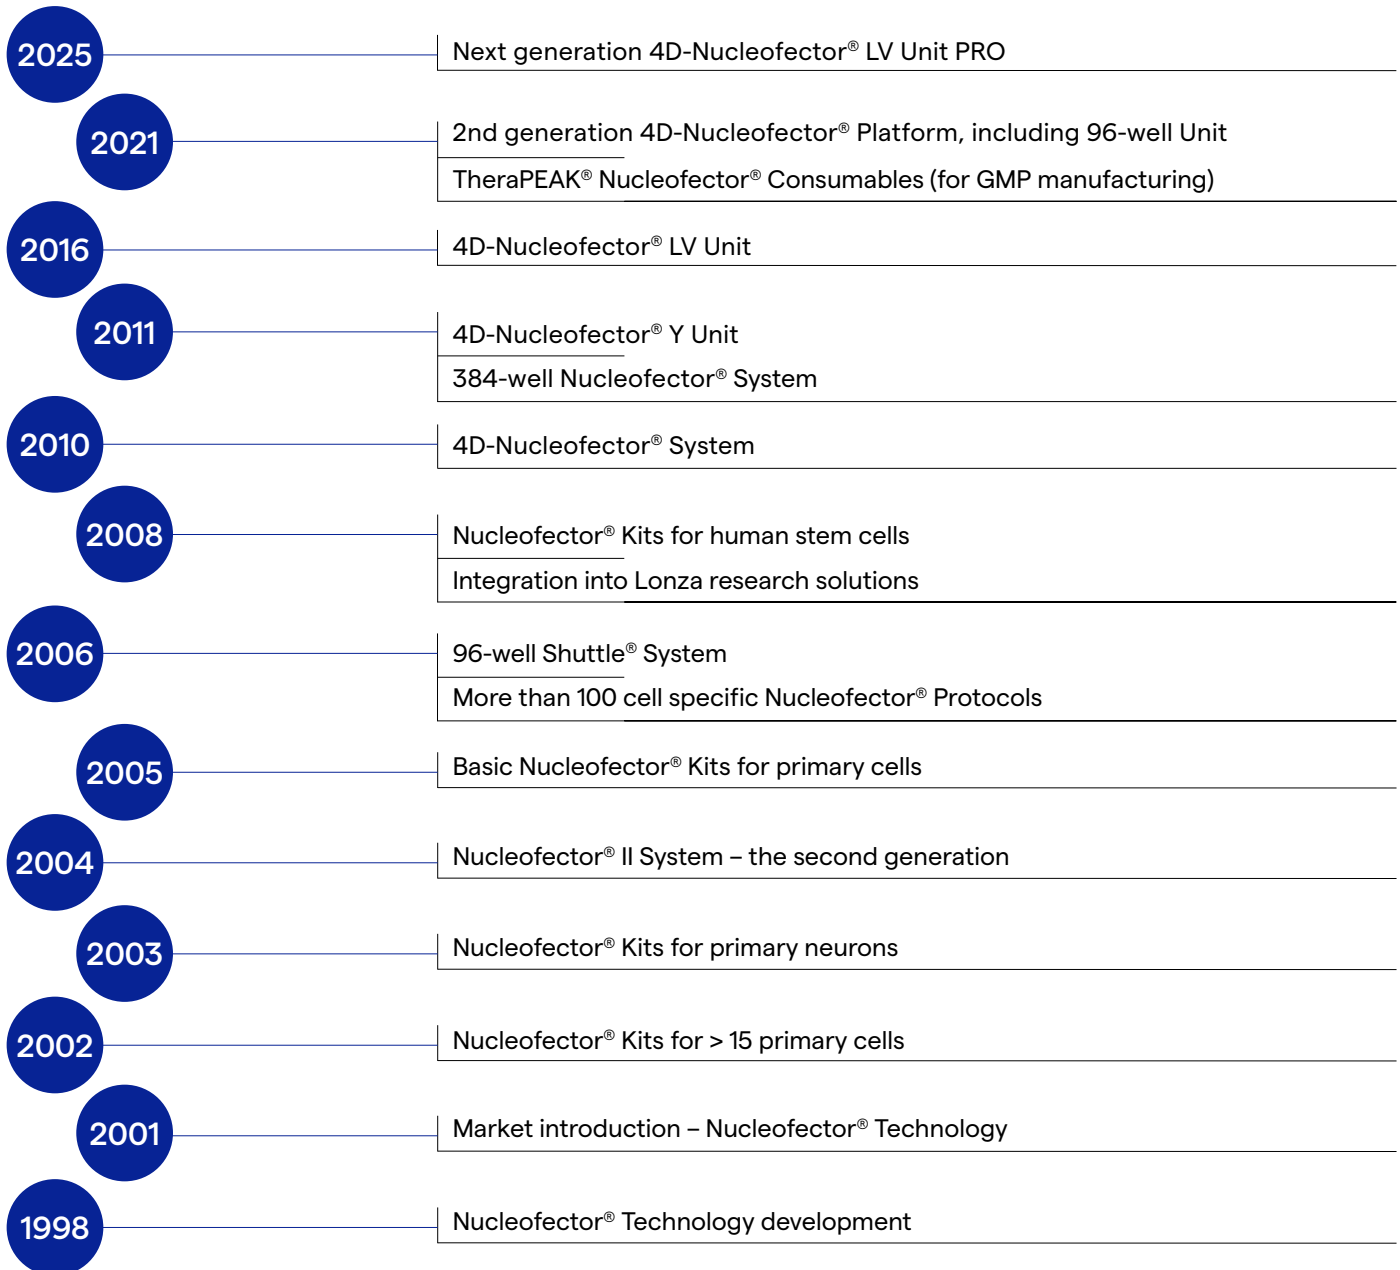 2025
Next generation 4D-Nucleofector® LV Unit PRO
2021
2nd generation 4D-Nucleofector® Platform, including 96-well Unit
TheraPEAK® Nucleofector® Consumables (for GMP manufacturing)
2016
4D-Nucleofector® LV Unit
2011
4D-Nucleofector® Y Unit
384-well Nucleofector® System
2010
4D-Nucleofector® System
2008
Nucleofector® Kits for human stem cells
Integration into Lonza research solutions
2006
96-well Shuttle® System
More than 100 cell specific Nucleofector® Protocols
2005
Basic Nucleofector® Kits for primary cells
2004
Nucleofector® II System – the second generation
2003
Nucleofector® Kits for primary neurons
2002
Nucleofector® Kits for > 15 primary cells
2001
Market introduction – Nucleofector® Technology
1998
Nucleofector® Technology development